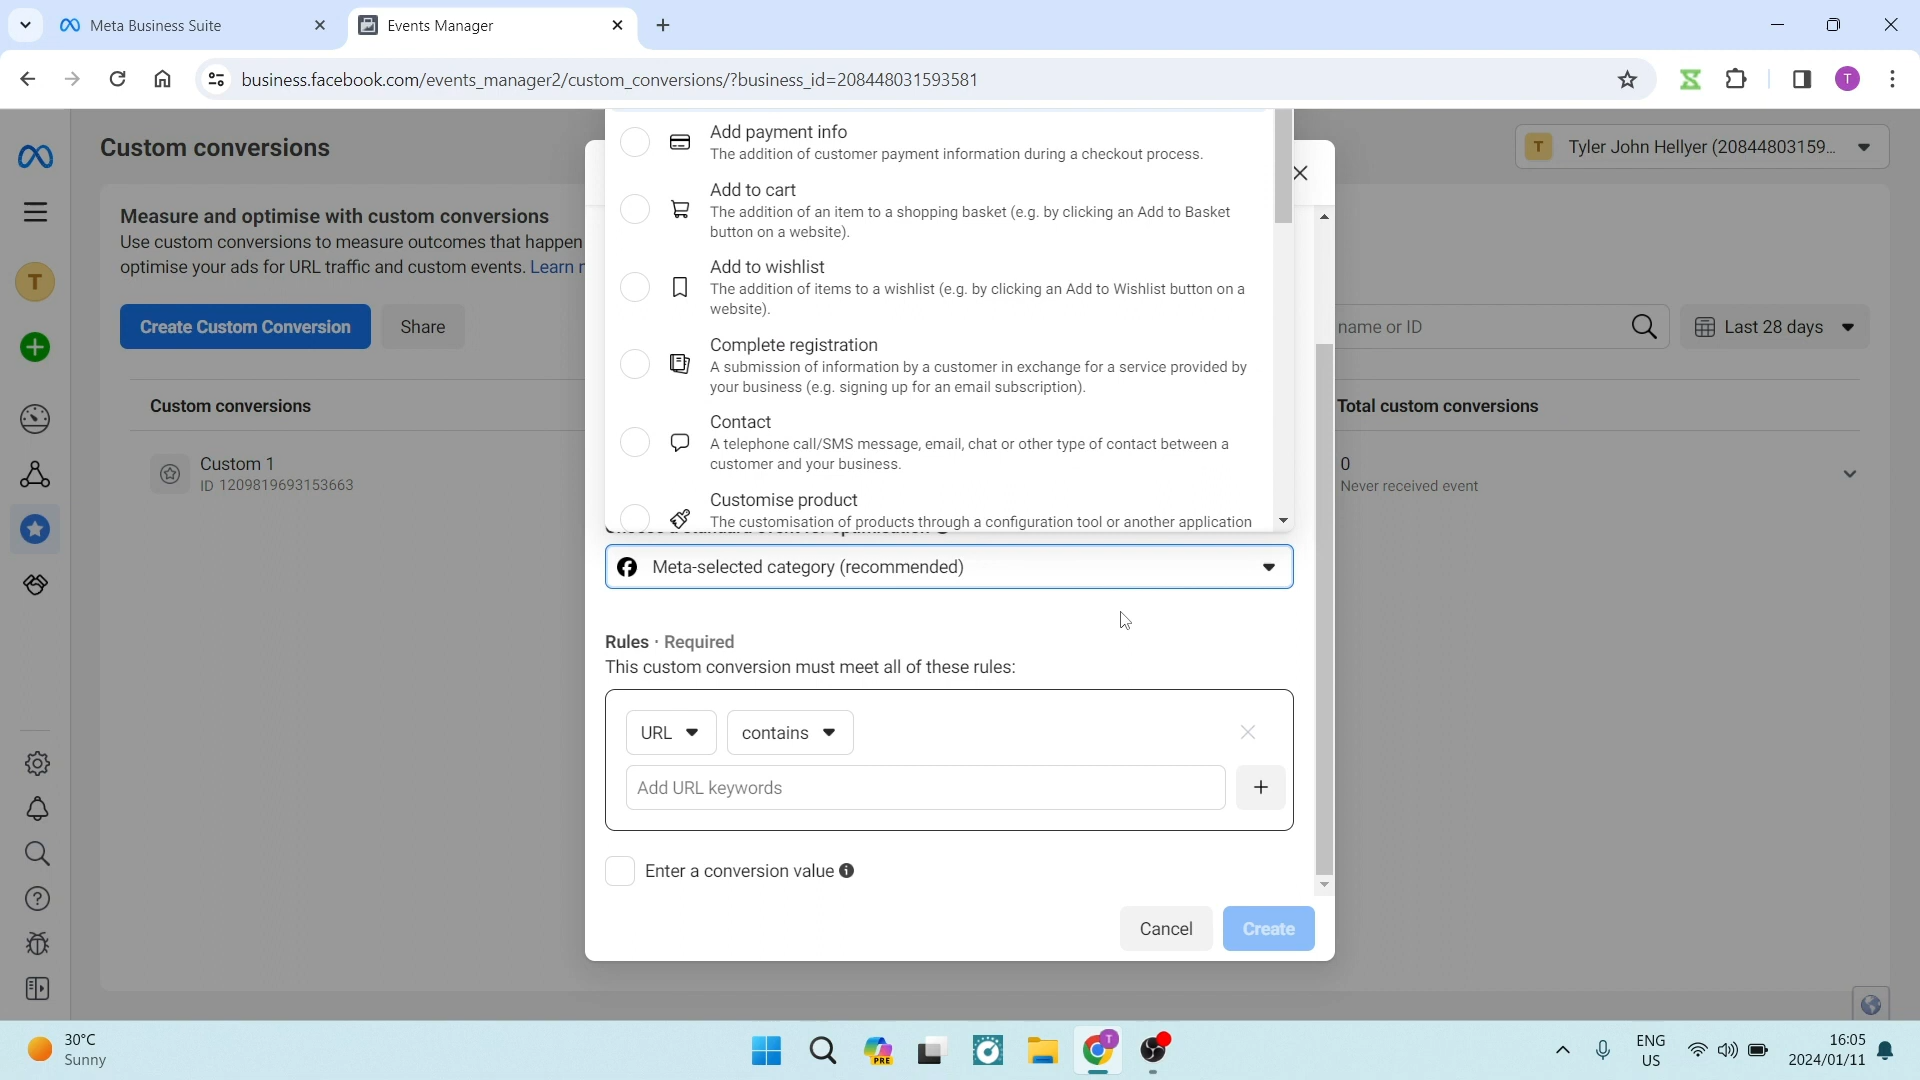 Meta Business Suite
Events Manager
business.facebook.com/events_manager2/custom_conversions/?business_id=208448031593581
T
Custom conversions
T Tyler John Hellyer (20844803159...
T
Measure and optimise with custom conversions
Use custom conversions to measure outcomes that happen
optimise your ads for URL traffic and custom events. Learn
Create Custom Conversion
Share
name or ID
Last 28 days
Custom conversions
Total custom conversions
Custom 1
ID 1209819693153663
0
Never received event
Add payment info
The addition of customer payment information during a checkout process.
Add to cart
The addition of an item to a shopping basket (e.g. by clicking an Add to Basket
button on a website).
Add to wishlist
The addition of items to a wishlist (e.g. by clicking an Add to Wishlist button on a
website).
Complete registration
A submission of information by a customer in exchange for a service provided by
your business (e.g. signing up for an email subscription).
Contact
A telephone call/SMS message, email, chat or other type of contact between a
customer and your business.
Customise product
The customisation of products through a configuration tool or another application
Meta-selected category (recommended)
Rules · Required
This custom conversion must meet all of these rules:
URL
contains
Add URL keywords
Enter a conversion value
Cancel
Create
30°C
Sunny
PRE
T
ENG
US
16:05
2024/01/11